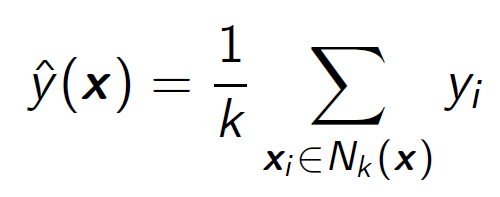 ŷ(x) = 1/k ∑_{x_i∈N_k(x)} y_i